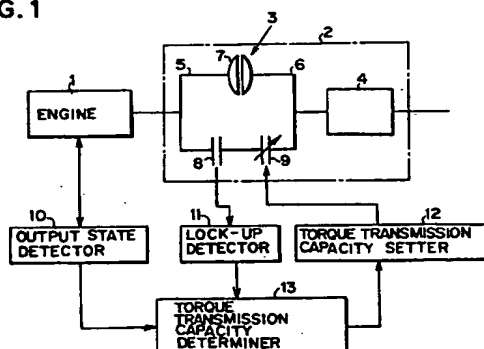 G. 1
2
3
1
5
7
6
4
ENGINE
8
9
10
11
12
OUTPUT STATE
DETECTOR
LOCK-UP
DETECTOR
TORQUE TRANSMISSION
CAPACITY SETTER
13
TORQUE
TRANSMISSION
CAPACITY
DETERMINER